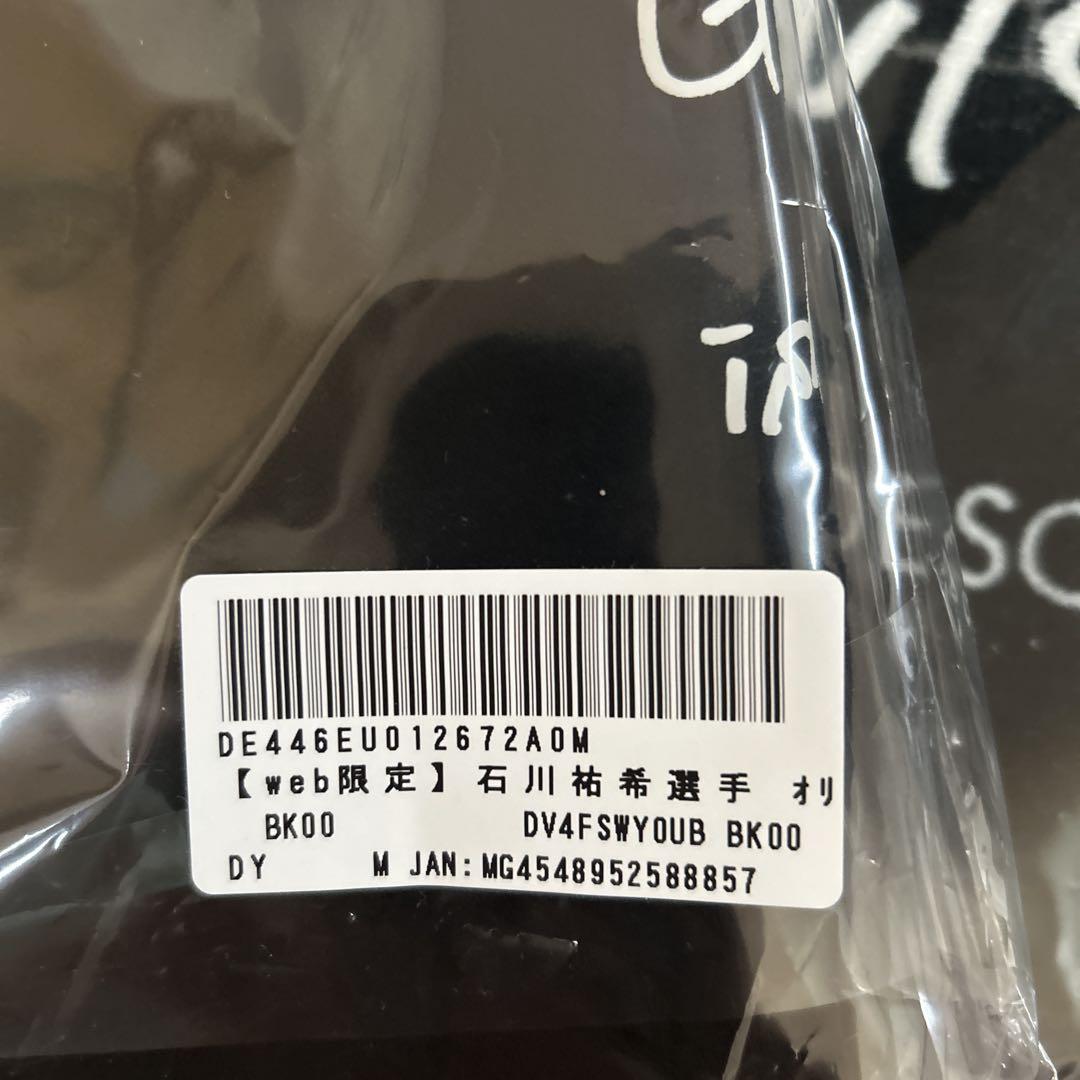 DE446EU012672A0M
【web限定】石川祐希選手 オリ
BK00 DV4FSWY0UB BK00
DY M JAN:MG4548952588857